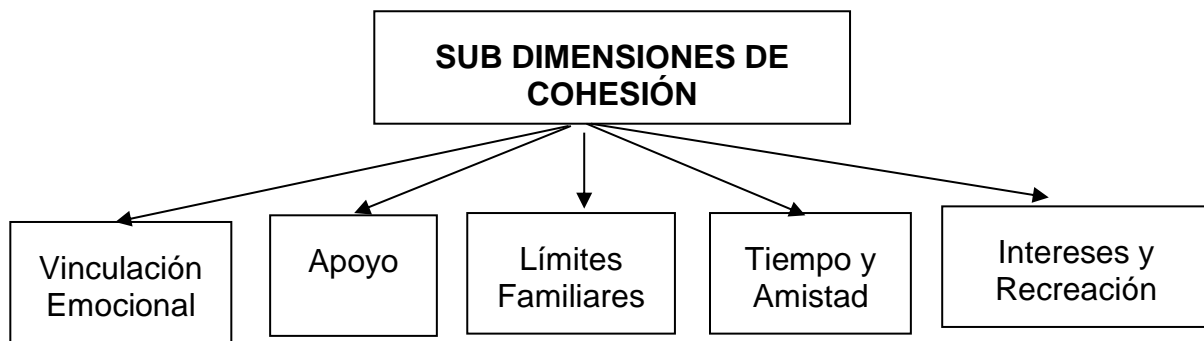 SUB DIMENSIONES DE
COHESIÓN
Vinculación
Emocional
Apoyo
Límites
Familiares
Tiempo y
Amistad
Intereses y
Recreación